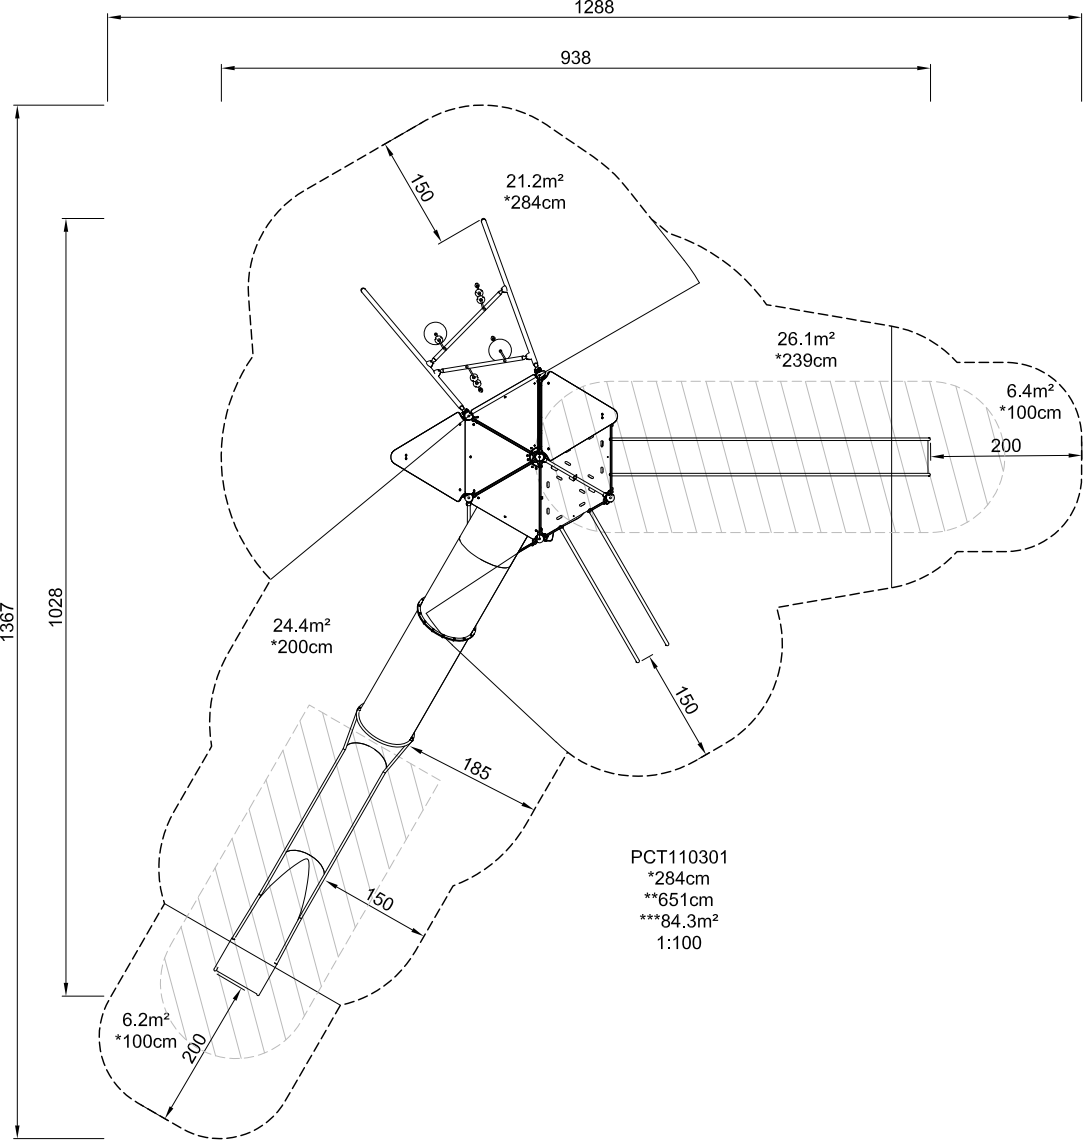 1288
938
150
21.2m²
*284cm
26.1m²
*239cm
6.4m²
*100cm
200
1367
1028
24.4m²
*200cm
150
185
150
PCT110301
*284cm
**651cm
***84.3m²
1:100
6.2m²
*100cm
200